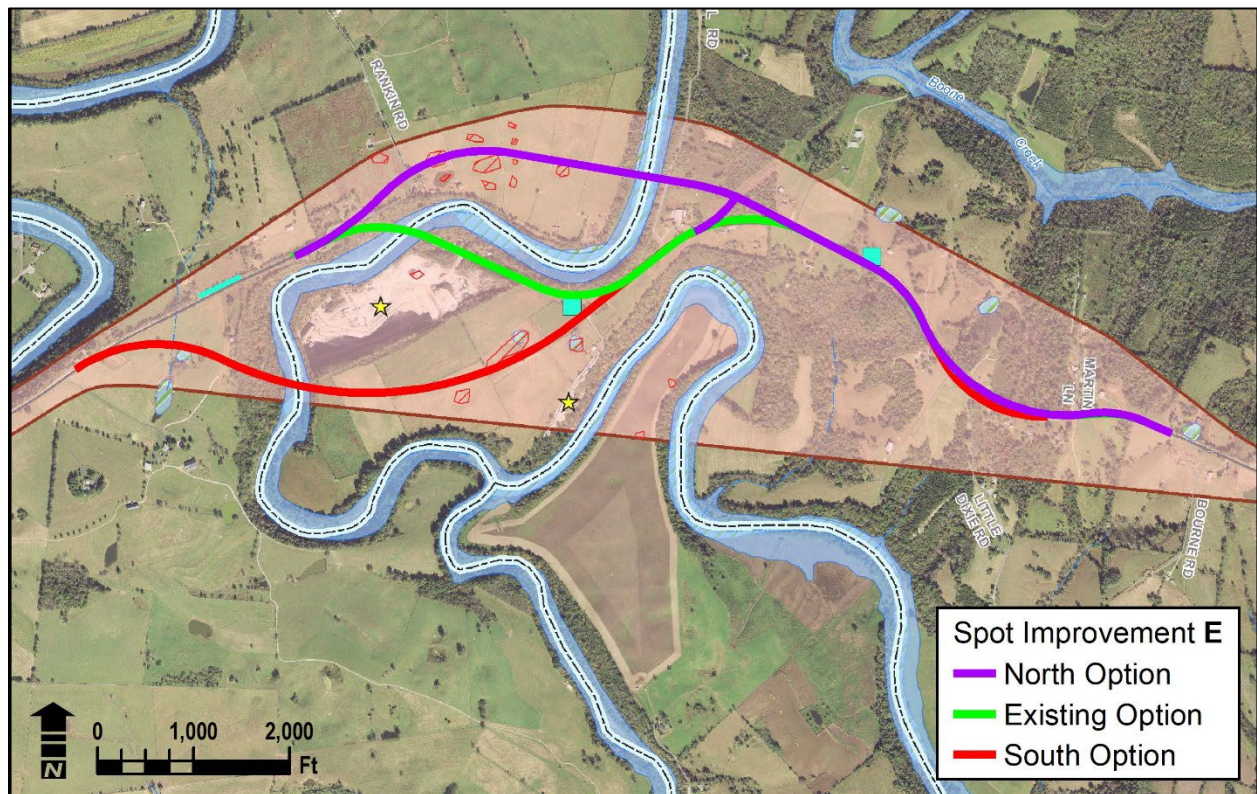 RANKIN RD
L RD
Boone
Creek
MARTIN
LN
LITTLE
DIXIE RD
BOURNE RD
N
0 1,000 2,000
Ft
Spot Improvement E
North Option
Existing Option
South Option